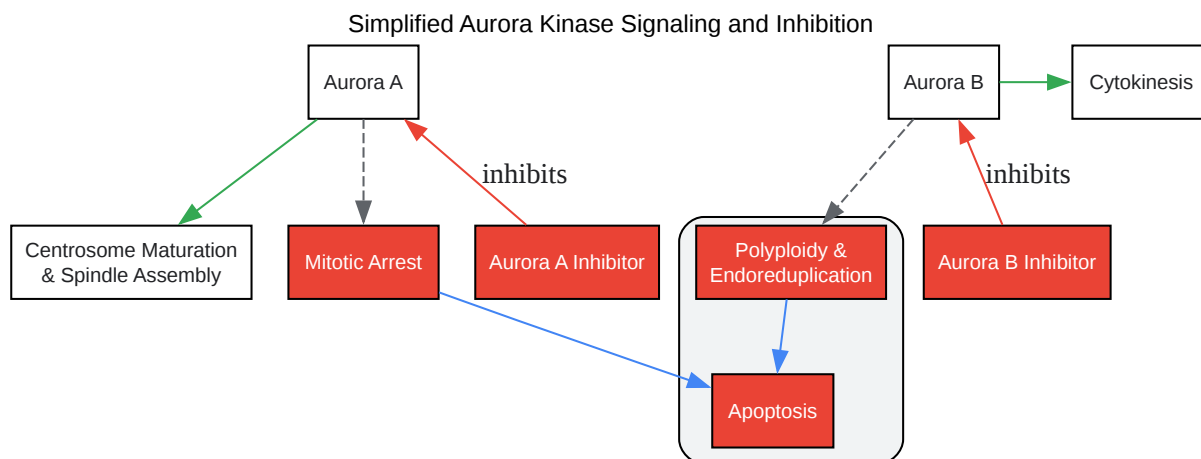 Simplified Aurora Kinase Signaling and Inhibition
Aurora A
Aurora B
Cytokinesis
inhibits
inhibits
Centrosome Maturation
& Spindle Assembly
Mitotic Arrest
Aurora A Inhibitor
Polyploidy &
Endoreduplication
Aurora B Inhibitor
Apoptosis